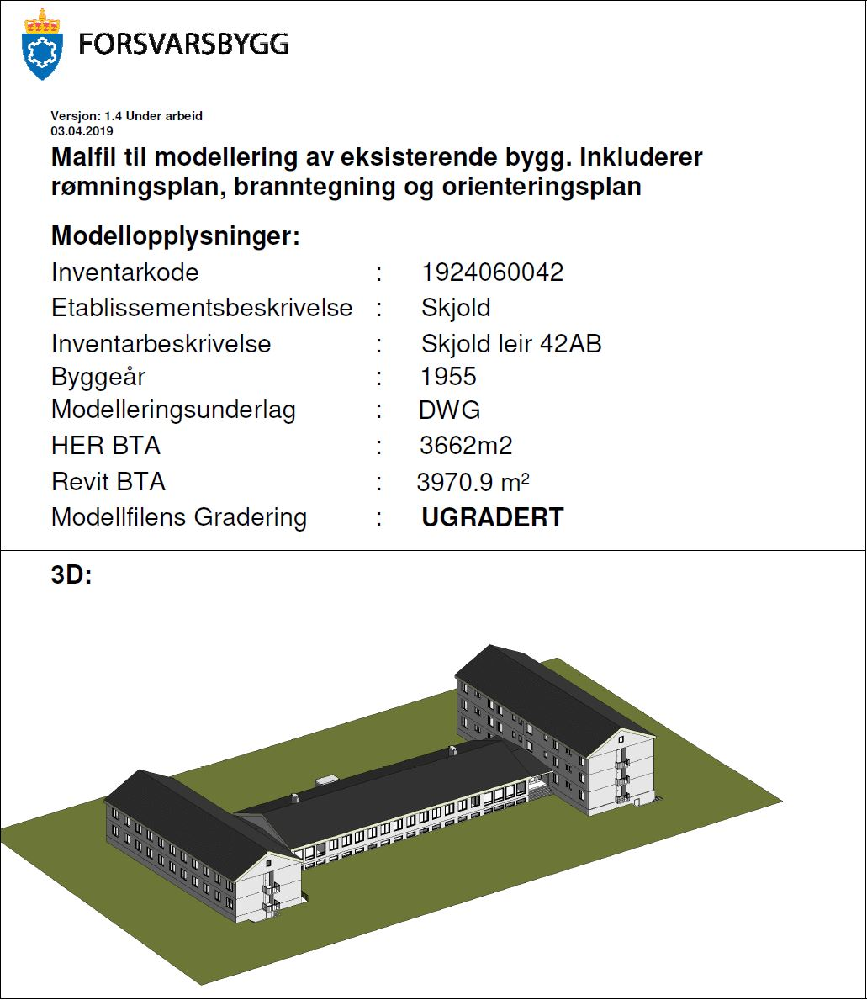 FORSVARSBYGG
Versjon: 1.4 Under arbeid
03.04.2019
Malfil til modellering av eksisterende bygg. Inkluderer
rømningsplan, branntegning og orienteringsplan
Modellopplysninger:
Inventarkode : 1924060042
Etablissementsbeskrivelse : Skjold
Inventarbeskrivelse : Skjold leir 42AB
Byggeår : 1955
Modelleringsunderlag : DWG
HER BTA : 3662m2
Revit BTA : 3970.9 m²
Modellfilens Gradering : UGRADERT
3D: